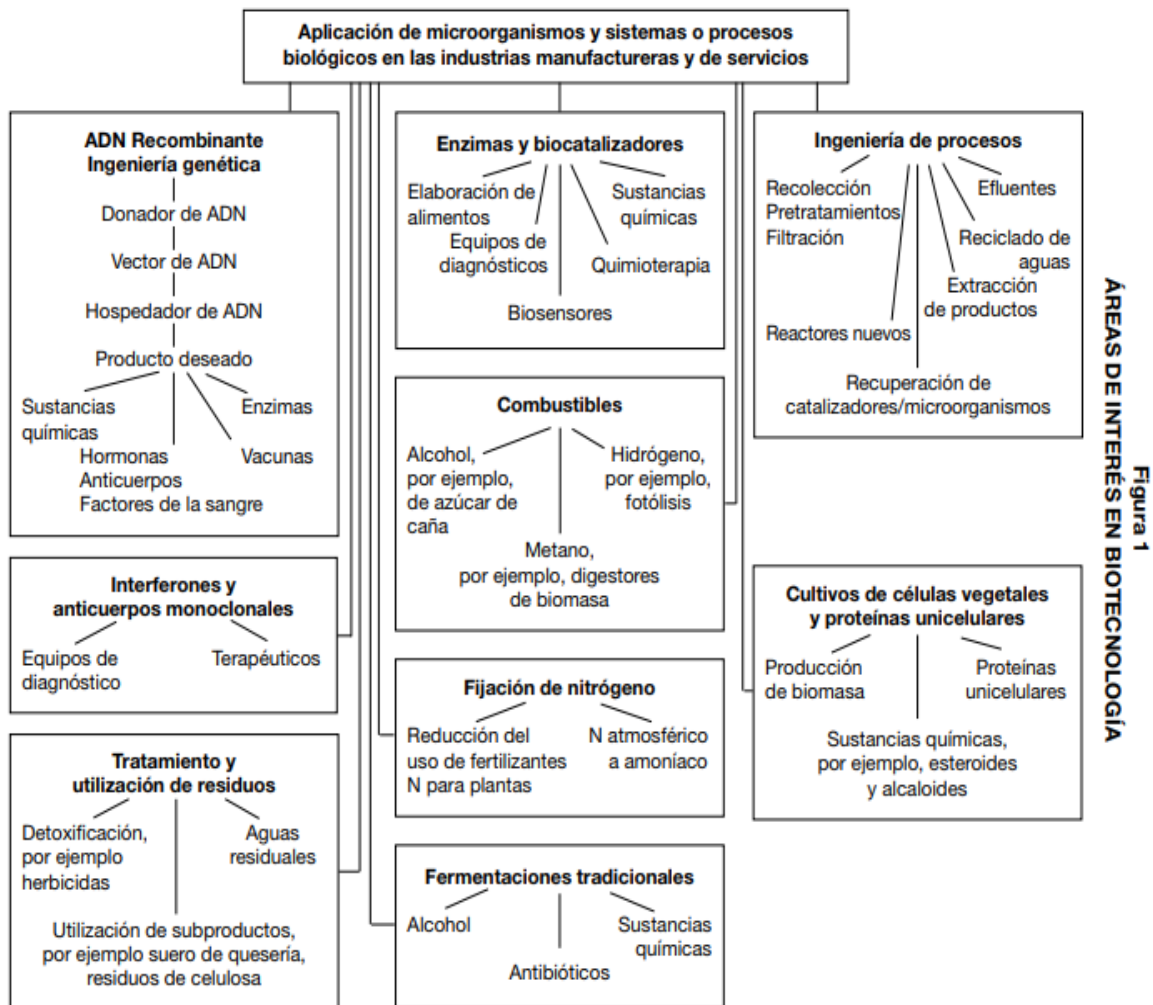 Aplicación de microorganismos y sistemas o procesos
biológicos en las industrias manufactureras y de servicios
ADN Recombinante
Ingeniería genética
Donador de ADN
Vector de ADN
Hospedador de ADN
Producto deseado
Sustancias
químicas
Enzimas
Hormonas
Anticuerpos
Factores de la sangre
Vacunas
Interferones y
anticuerpos monoclonales
Equipos de
diagnóstico
Terapéuticos
Tratamiento y
utilización de residuos
Detoxificación,
por ejemplo
herbicidas
Aguas
residuales
Utilización de subproductos,
por ejemplo suero de quesería,
residuos de celulosa
Enzimas y biocatalizadores
Elaboración de
alimentos
Sustancias
químicas
Equipos de
diagnósticos
Quimioterapia
Biosensores
Combustibles
Alcohol,
por ejemplo,
de azúcar de
caña
Hidrógeno,
por ejemplo,
fotólisis
Metano,
por ejemplo, digestores
de biomasa
Fijación de nitrógeno
Reducción del
uso de fertilizantes
N para plantas
N atmosférico
a amoníaco
Fermentaciones tradicionales
Alcohol
Sustancias
químicas
Antibióticos
Ingeniería de procesos
Recolección
Pretratamientos
Filtración
Efluentes
Reciclado de
aguas
Extracción
de productos
Reactores nuevos
Recuperación de
catalizadores/microorganismos
Cultivos de células vegetales
y proteínas unicelulares
Producción
de biomasa
Proteínas
unicelulares
Sustancias químicas,
por ejemplo, esteroides
y alcaloides
Figura 1
ÁREAS DE INTERÉS EN BIOTECNOLOGÍA